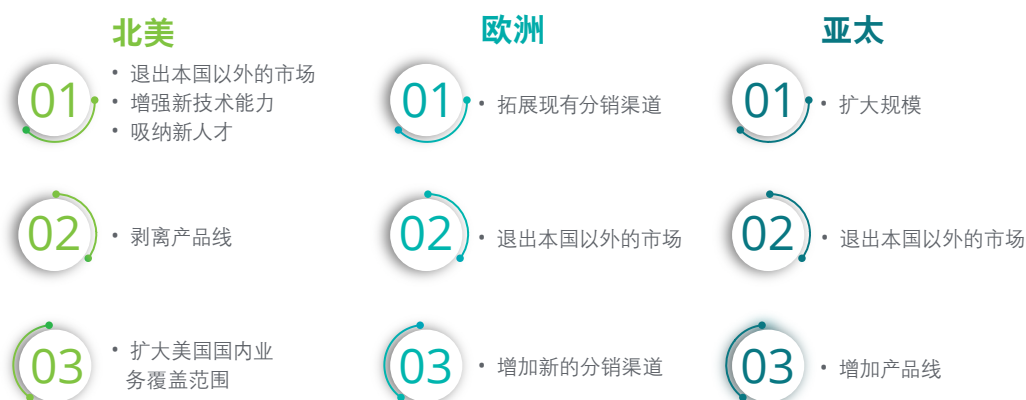 北美
01
• 退出本国以外的市场
• 增强新技术能力
• 吸纳新人才
02
• 剥离产品线
03
• 扩大美国国内业
务覆盖范围
欧洲
01
• 拓展现有分销渠道
02
• 退出本国以外的市场
03
• 增加新的分销渠道
亚太
01
• 扩大规模
02
• 退出本国以外的市场
03
• 增加产品线